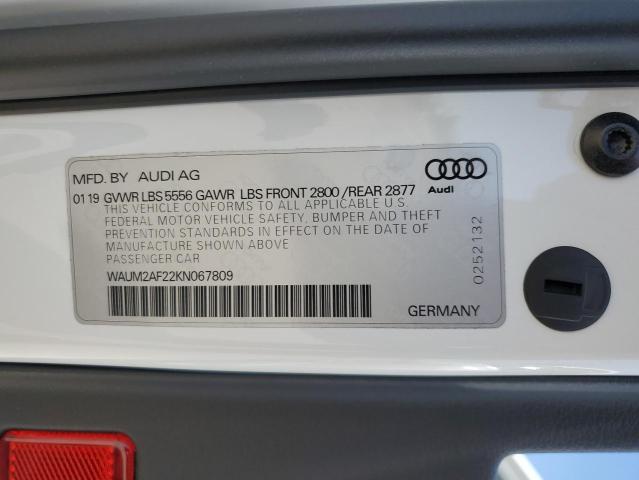 MFD. BY AUDI AG
Audi
01 19 GVWR LBS 5556 GAWR LBS FRONT 2800 /REAR 2877
THIS VEHICLE CONFORMS TO ALL APPLICABLE U.S.
FEDERAL MOTOR VEHICLE SAFETY, BUMPER AND THEFT
PREVENTION STANDARDS IN EFFECT ON THE DATE OF
MANUFACTURE SHOWN ABOVE
PASSENGER CAR
WAUM2AF22KN067809
0252132
GERMANY